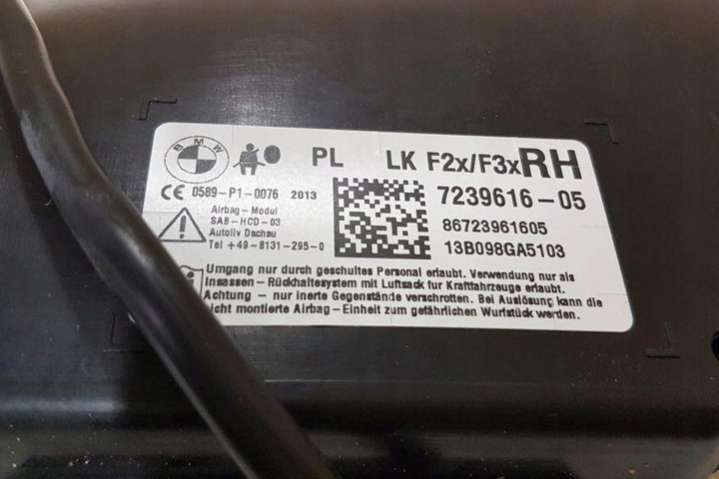 BMW
PL LK F2x/F3x RH
CE 0589-P1-0076 2013
7239616-05
Airbag-Modul
SAB-HCD-03
Autoliv Dachau
Tel +49-8131-295-0
86723961605
13B098GA5103
Umgang nur durch geschultes Personal erlaubt. Verwendung nur als
Insassen-Rückhaltesystem mit Luftsack für Kraftfahrzeuge erlaubt.
Achtung - nur inerte Gegenstände verschrotten. Bei Auslösung kann die
nicht montierte Airbag-Einheit zum gefährlichen Wurfstück werden.